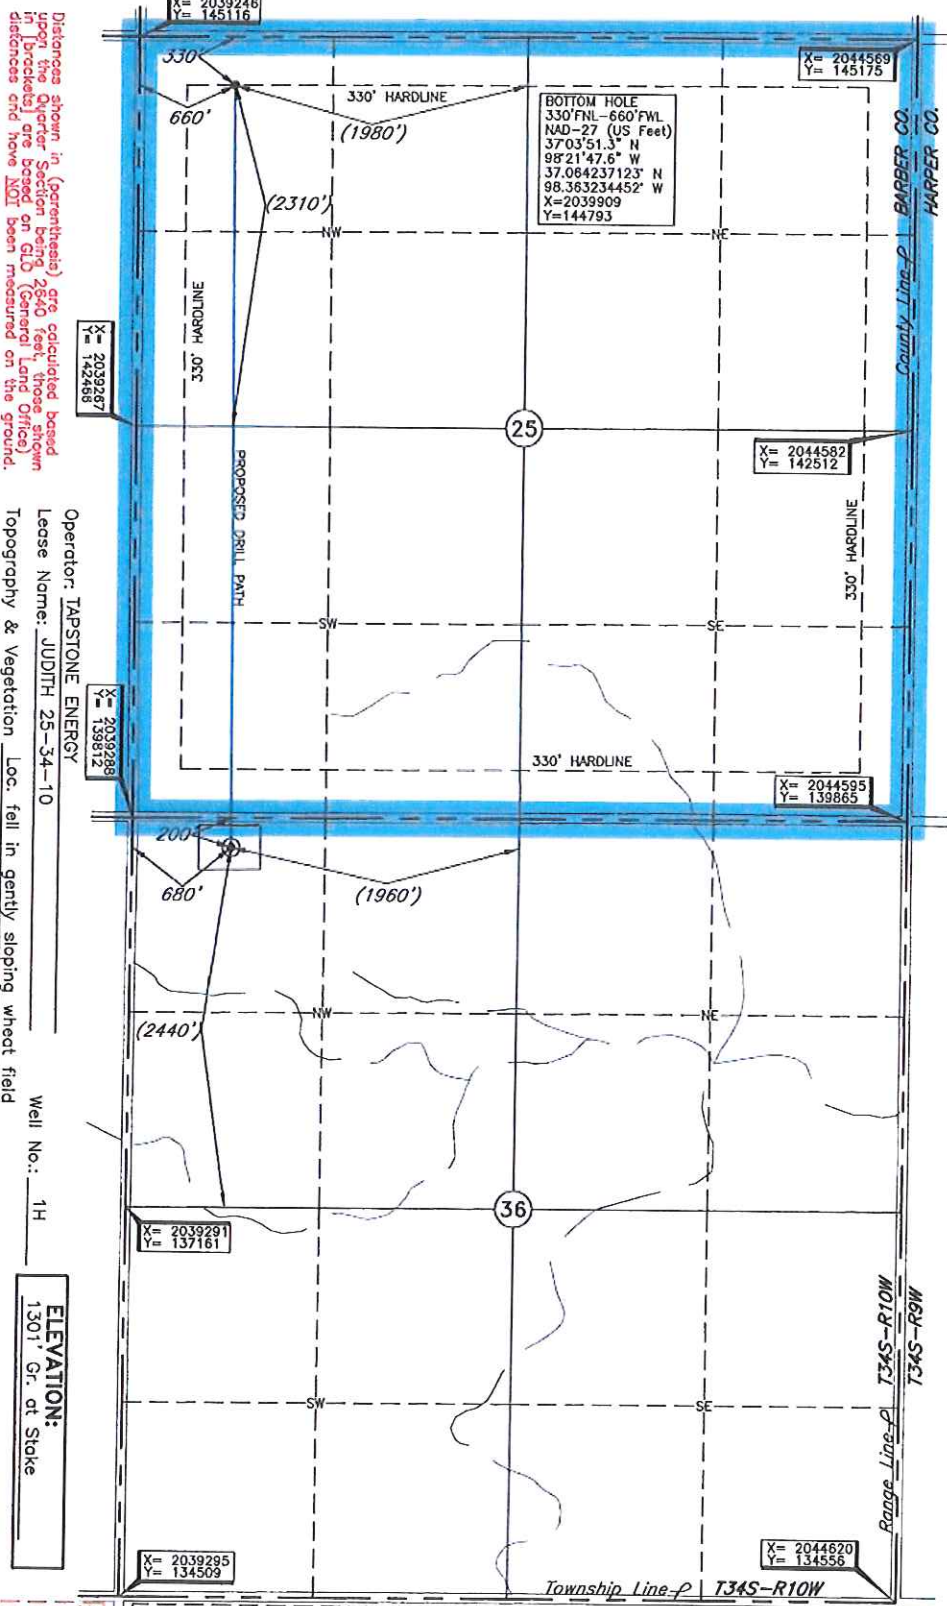 X= 2039246
Y= 145116
330'
660'
(1980')
330' HARDLINE
(2310')
BOTTOM HOLE
330'FNL-660'FWL
NAD-27 (US Feet)
37°03'51.3" N
98°21'47.6" W
37.064237123° N
98.363234452° W
X=2039909
Y=144793
X= 2044569
Y= 145175
BARBER CO.
HARPER CO.
County Line
NW
NE
330' HARDLINE
X= 2039267
Y= 142466
25
X= 2044582
Y= 142512
PROPOSED DRILL PATH
330' HARDLINE
SW
SE
330' HARDLINE
X= 2039288
Y= 139812
X= 2044595
Y= 139865
200'
680'
(1960')
(2440')
NW
NE
36
X= 2039291
Y= 137161
SW
SE
T34S-R10W
T34S-R9W
Range Line
X= 2039295
Y= 134509
X= 2044620
Y= 134556
Township Line
T34S-R10W
Distances shown in (parenthesis) are calculated based
upon the Quarter Section being 2640 feet, those shown
in [brackets] are based on GLO (General Land Office)
distances and have NOT been measured on the ground.
Operator: TAPSTONE ENERGY
Lease Name: JUDITH 25-34-10
Well No.: 1H
Topography & Vegetation Loc. fell in gently sloping wheat field
ELEVATION:
1301' Gr. at Stake